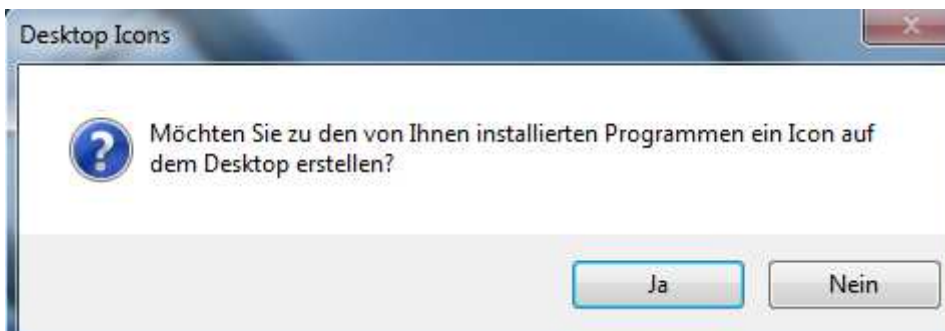 Desktop Icons
Möchten Sie zu den von Ihnen installierten Programmen ein Icon auf
dem Desktop erstellen?
Ja
Nein